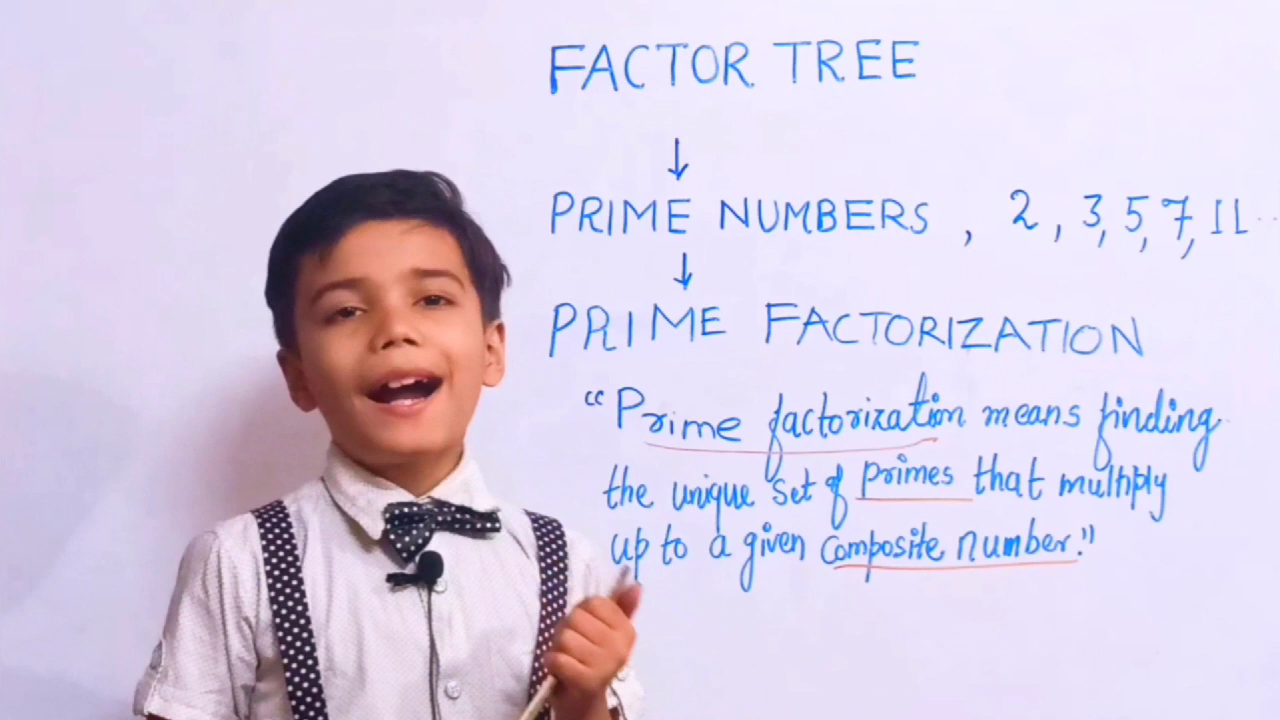 FACTOR TREE
↓
PRIME NUMBERS , 2 , 3, 5, 7, 11 ..
↓
PRIME FACTORIZATION
“Prime factorization means finding
the unique set of primes that multiply
up to a given composite number.”